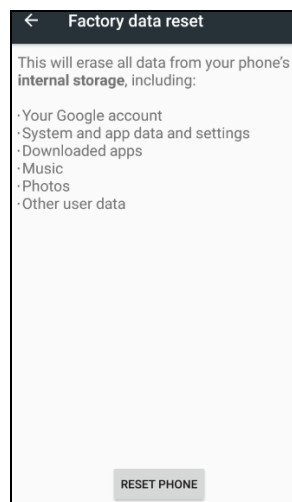 Factory data reset
This will erase all data from your phone's
internal storage, including:
·Your Google account
·System and app data and settings
·Downloaded apps
·Music
·Photos
·Other user data
RESET PHONE